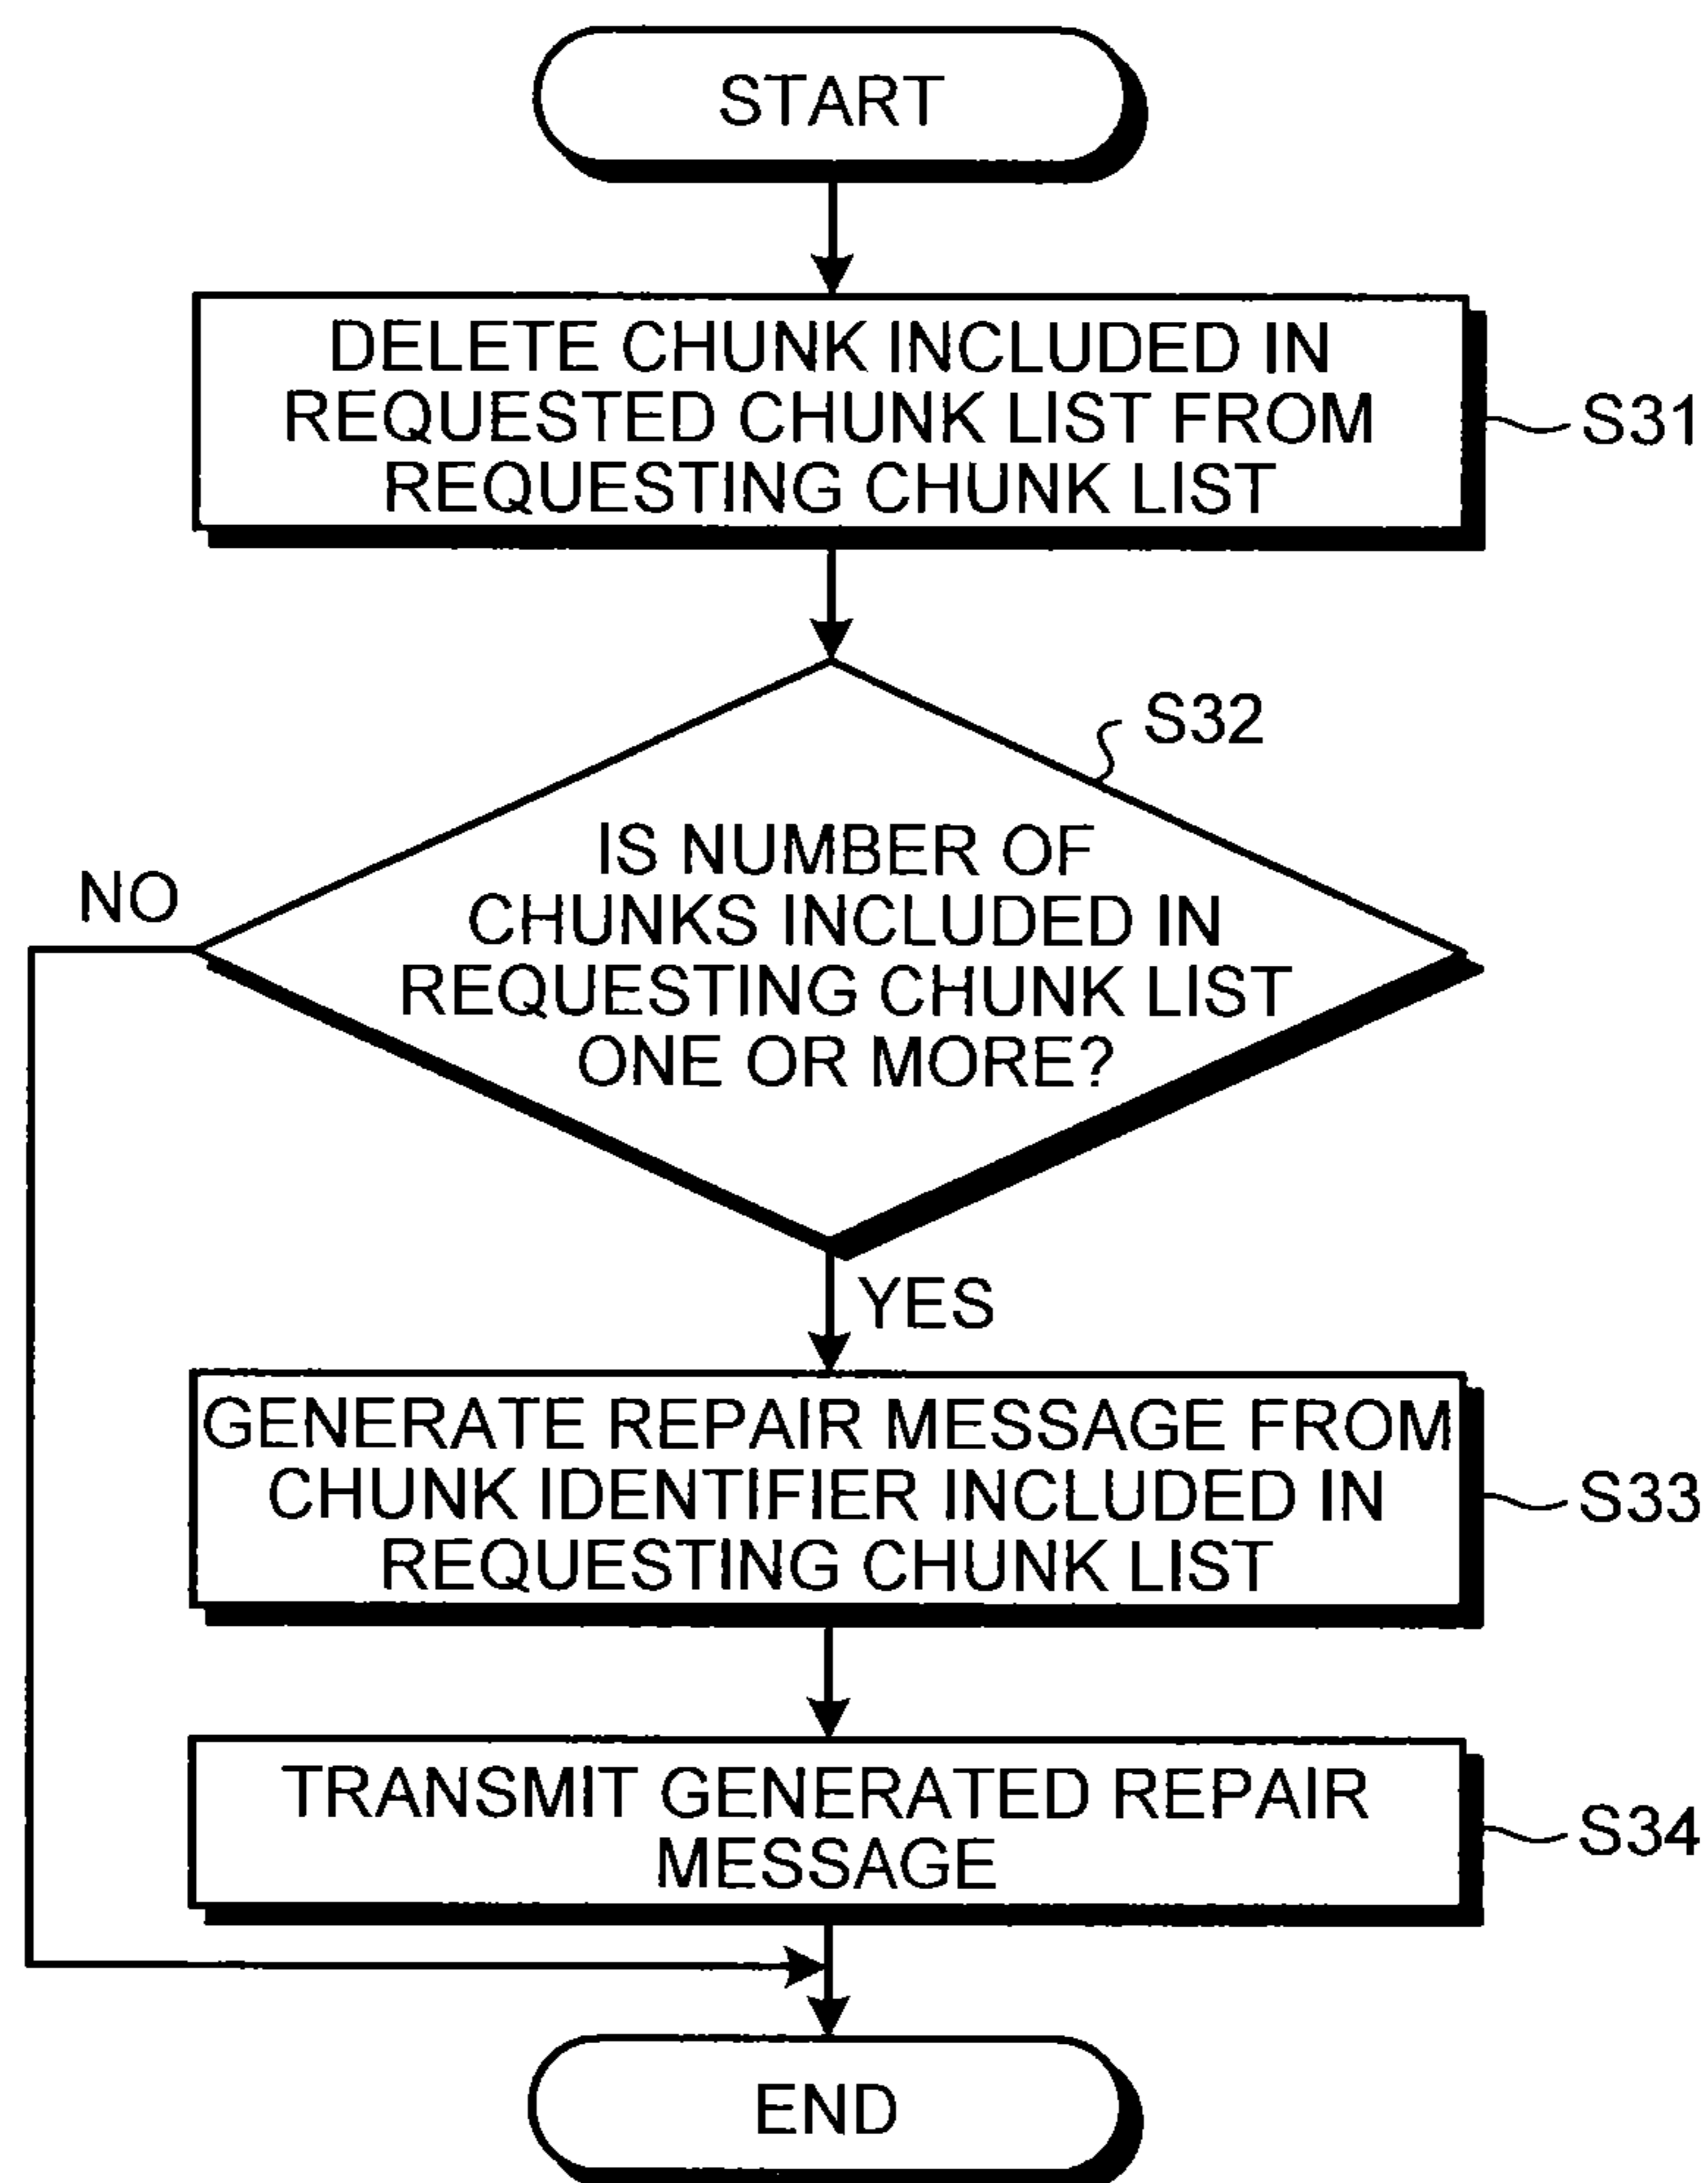 START
DELETE CHUNK INCLUDED IN
REQUESTED CHUNK LIST FROM
REQUESTING CHUNK LIST
S31
S32
IS NUMBER OF
CHUNKS INCLUDED IN
REQUESTING CHUNK LIST
ONE OR MORE?
NO
YES
GENERATE REPAIR MESSAGE FROM
CHUNK IDENTIFIER INCLUDED IN
REQUESTING CHUNK LIST
S33
TRANSMIT GENERATED REPAIR
MESSAGE
S34
END